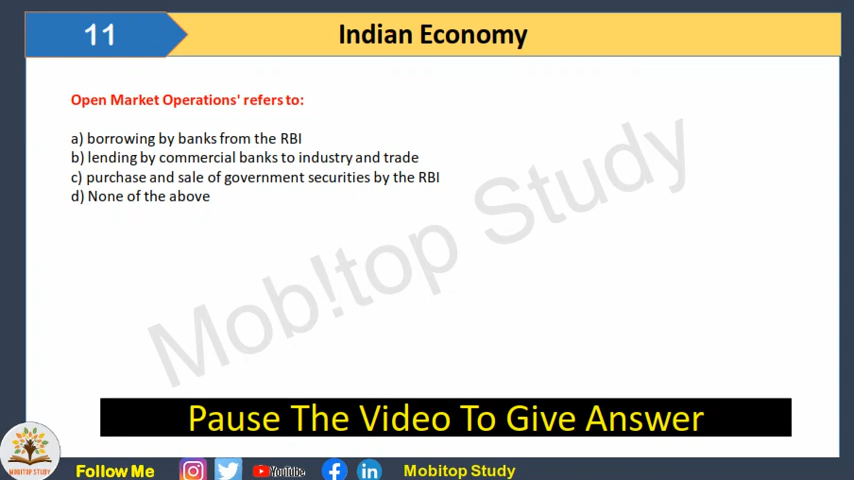 11
Indian Economy
Open Market Operations' refers to:
a) borrowing by banks from the RBI
b) lending by commercial banks to industry and trade
c) purchase and sale of government securities by the RBI
d) None of the above
Mob!top Study
Pause The Video To Give Answer
MOBITOP STUDY
Follow Me
YouTube
Mobitop Study